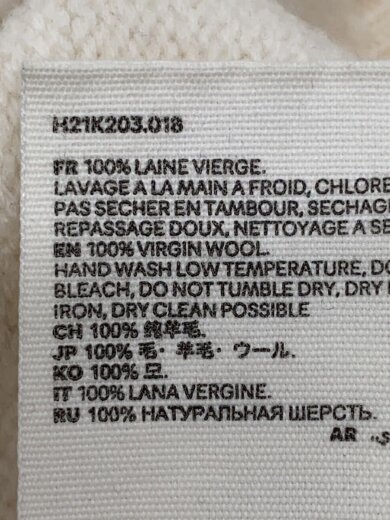 H21K203.018
FR 100% LAINE VIERGE.
LAVAGE A LA MAIN A FROID, CHLORE
PAS SECHER EN TAMBOUR, SECHAG
REPASSAGE DOUX, NETTOYAGE A SE
EN 100% VIRGIN WOOL.
HAND WASH LOW TEMPERATURE, DO
BLEACH, DO NOT TUMBLE DRY, DRY
IRON, DRY CLEAN POSSIBLE
CH 100% 纯羊毛.
JP 100% 毛・羊毛・ウール.
KO 100% 모.
IT 100% LANA VERGINE.
RU 100% НАТУРАЛЬНАЯ ШЕРСТЬ.
AR